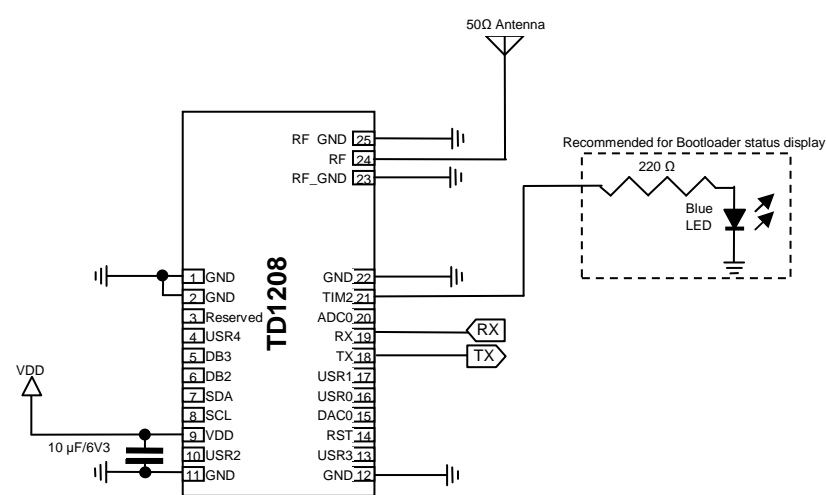 50Ω Antenna
Recommended for Bootloader status display
220 Ω
Blue
LED
TD1208
RF GND 25
RF 24
RF_GND 23
1 GND
2 GND
3 Reserved
4 USR4
5 DB3
6 DB2
7 SDA
8 SCL
9 VDD
10 USR2
11 GND
GND 22
TIM2 21
ADC0 20
RX 19
TX 18
USR1 17
USR0 16
DAC0 15
RST 14
USR3 13
GND 12
RX
TX
VDD
10 µF/6V3